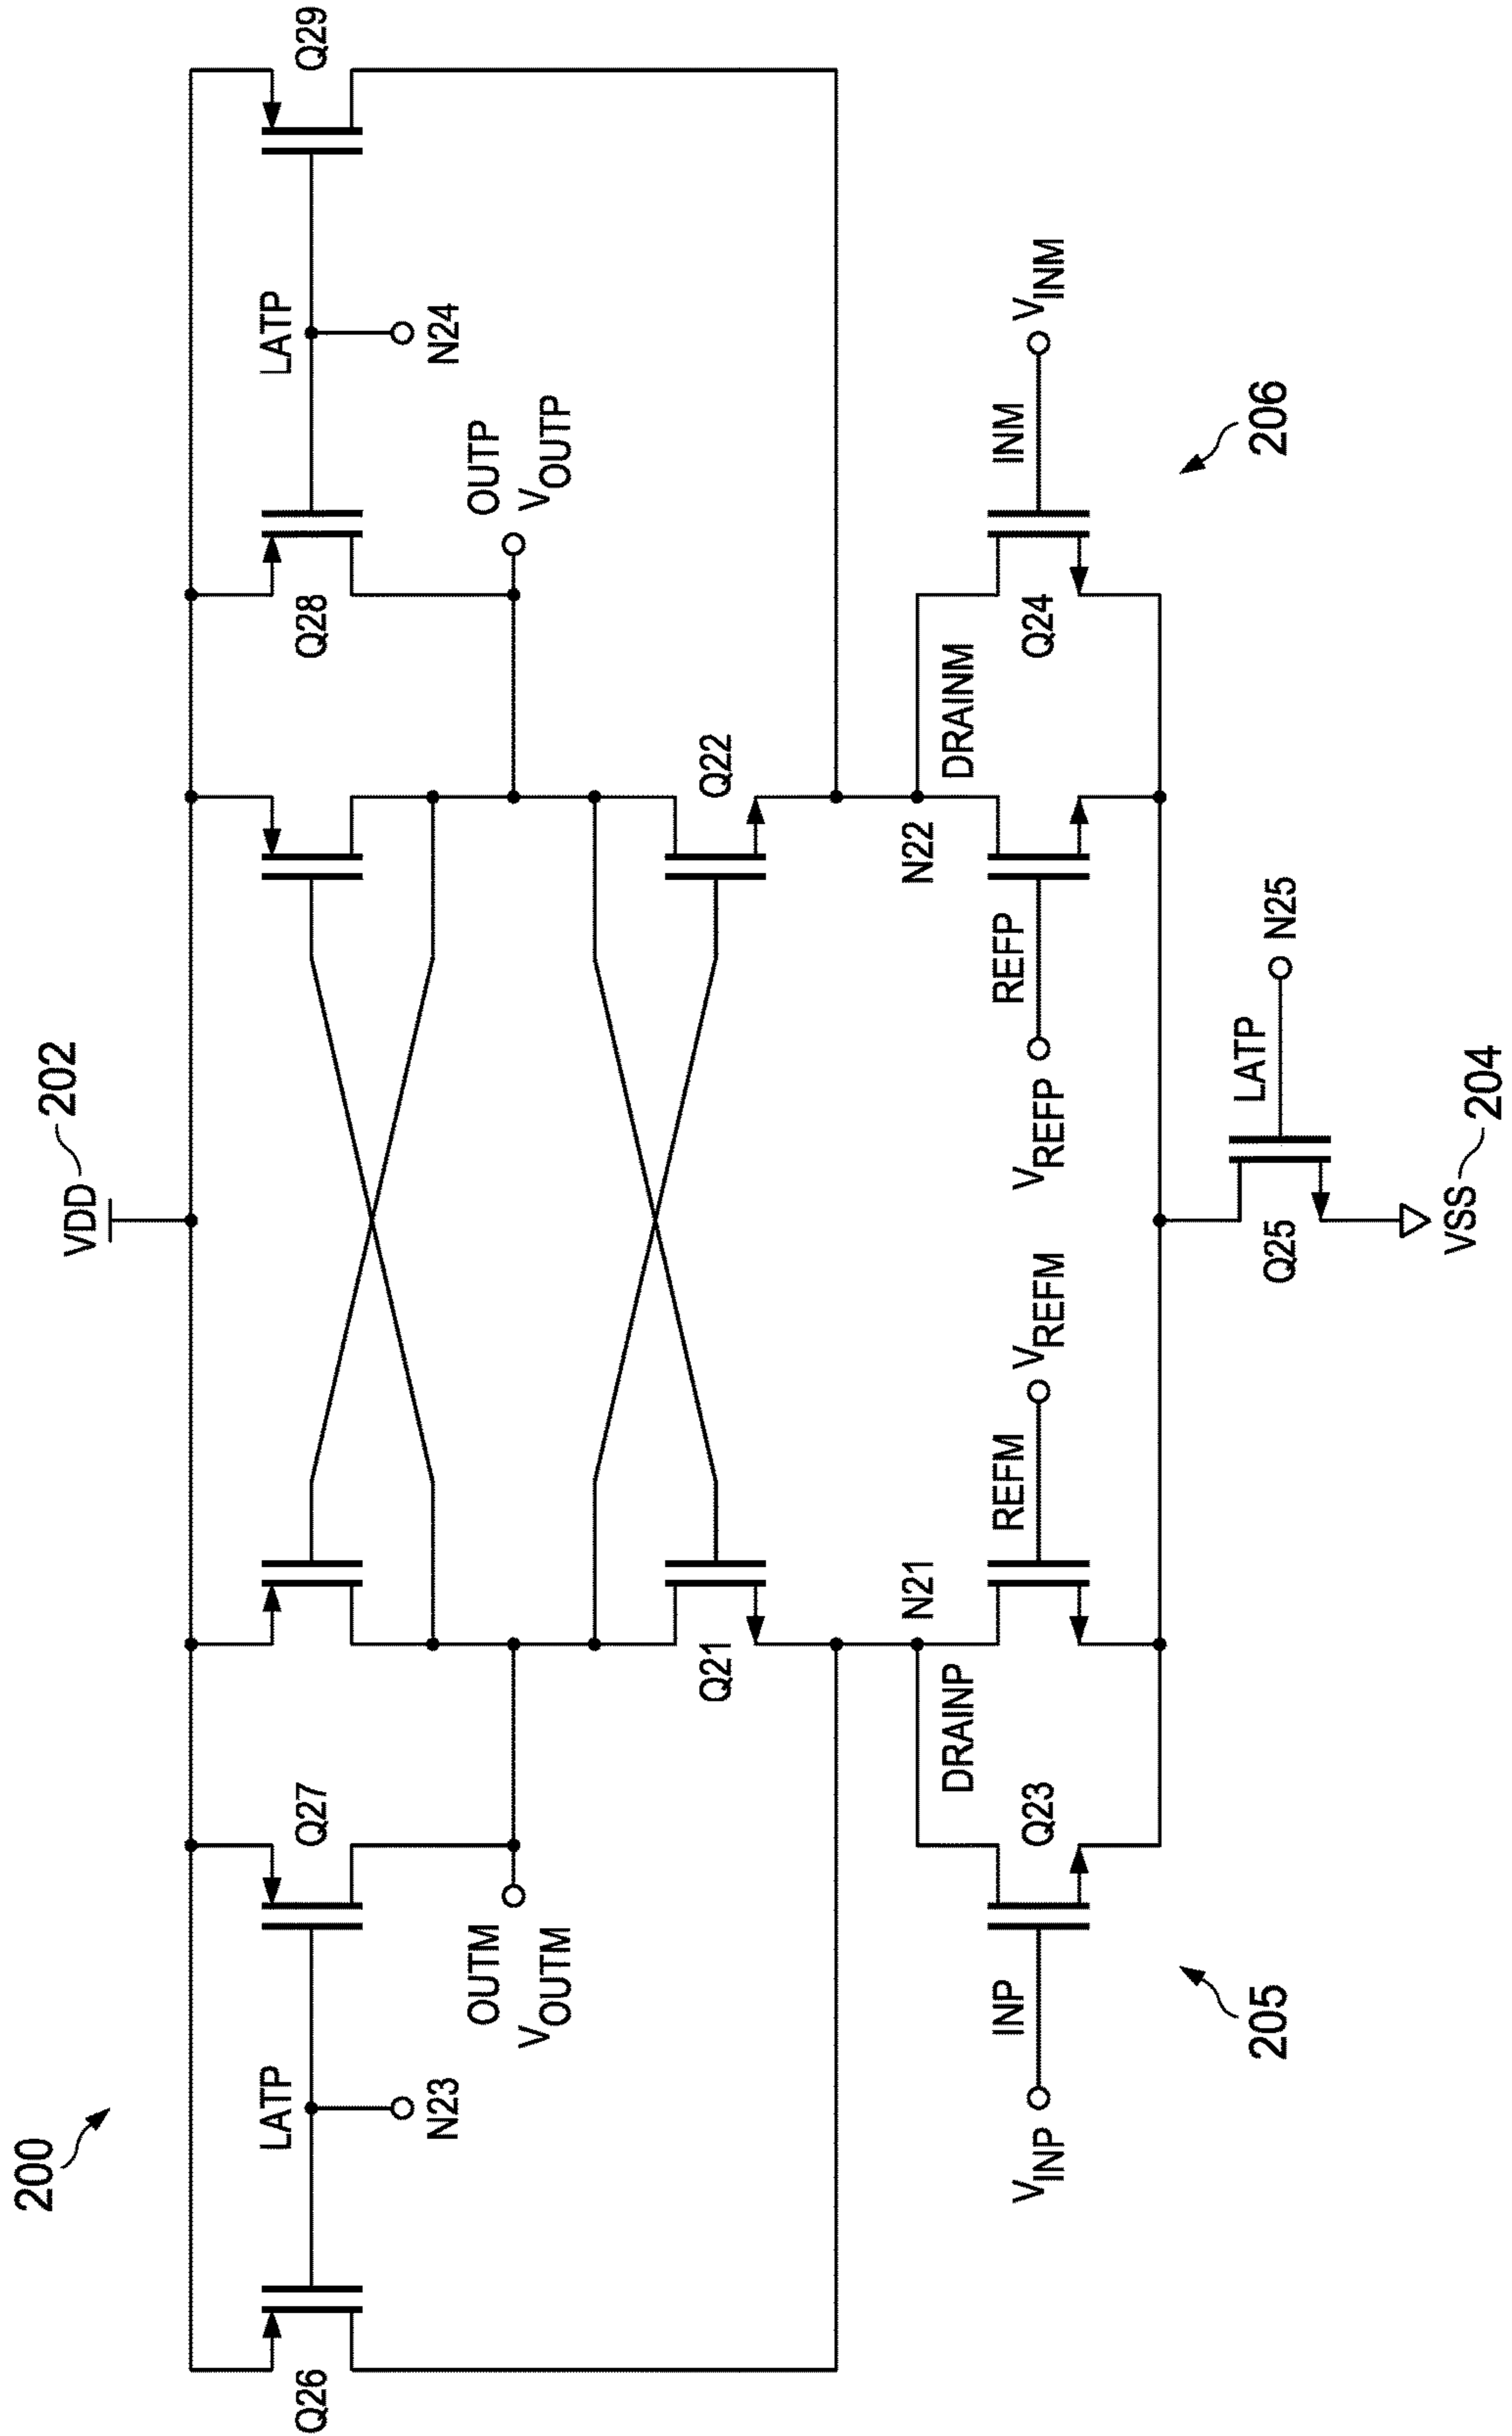 200
VDD 202
Q26
LATP
N23
Q27
Q28
LATP
N24
Q29
OUTM
VOUTM
OUTP
VOUTP
Q21
Q22
DRAINP
N21
N22
DRAINM
VINP
INP
Q23
REFM
VREFM
VREFP
REFP
Q24
INM
VINM
205
206
Q25
LATP
N25
VSS 204